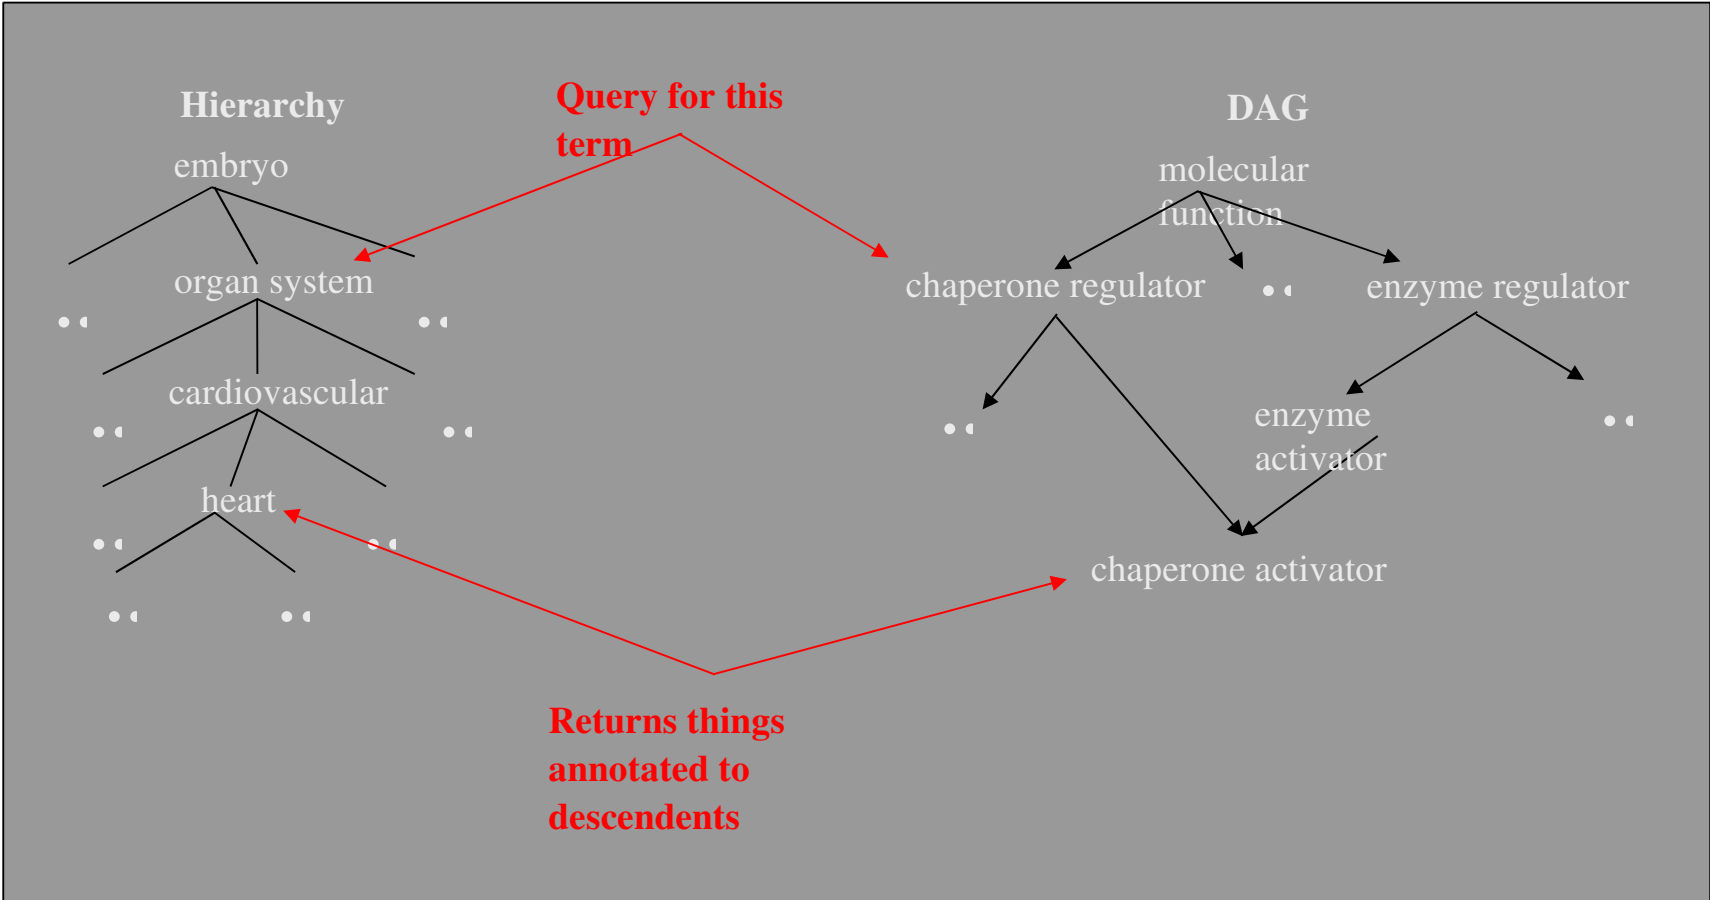 Hierarchy
embryo
organ system
cardiovascular
heart
Query for this
term
DAG
molecular
function
chaperone regulator
enzyme regulator
enzyme
activator
chaperone activator
Returns things
annotated to
descendents